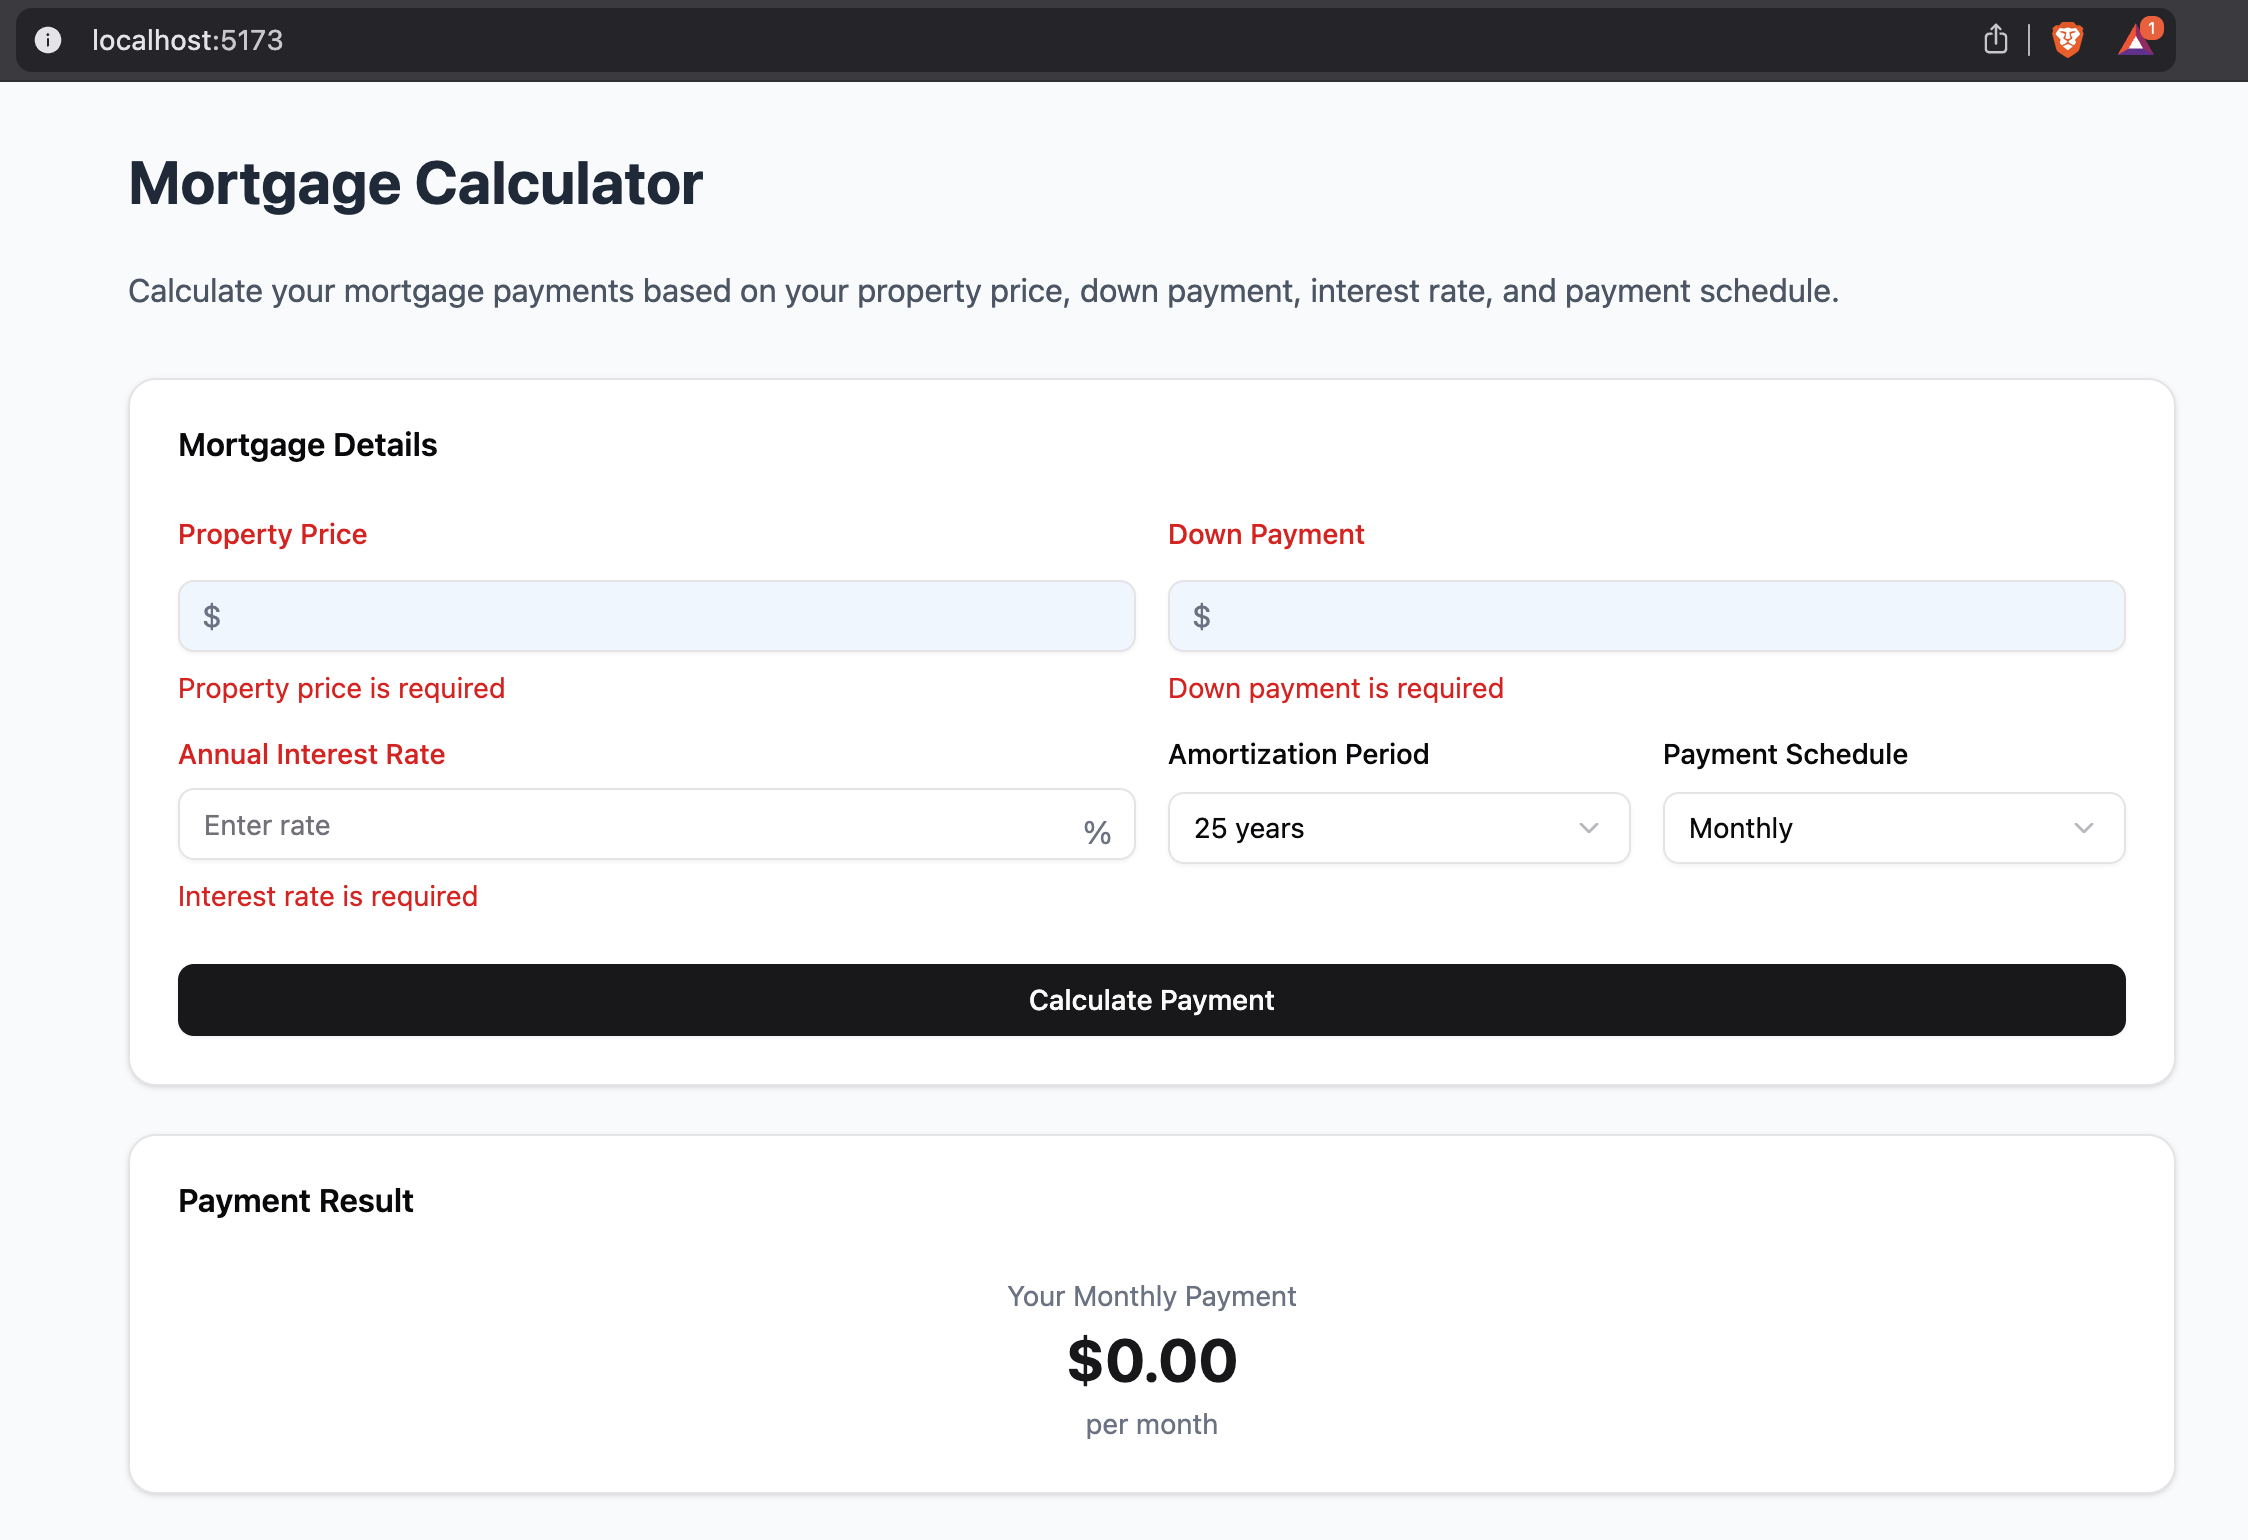 localhost:5173
1
Mortgage Calculator
Calculate your mortgage payments based on your property price, down payment, interest rate, and payment schedule.
Mortgage Details
Property Price
Down Payment
$
$
Property price is required
Down payment is required
Annual Interest Rate
Amortization Period
Payment Schedule
Enter rate %
25 years
Monthly
Interest rate is required
Calculate Payment
Payment Result
Your Monthly Payment
$0.00
per month